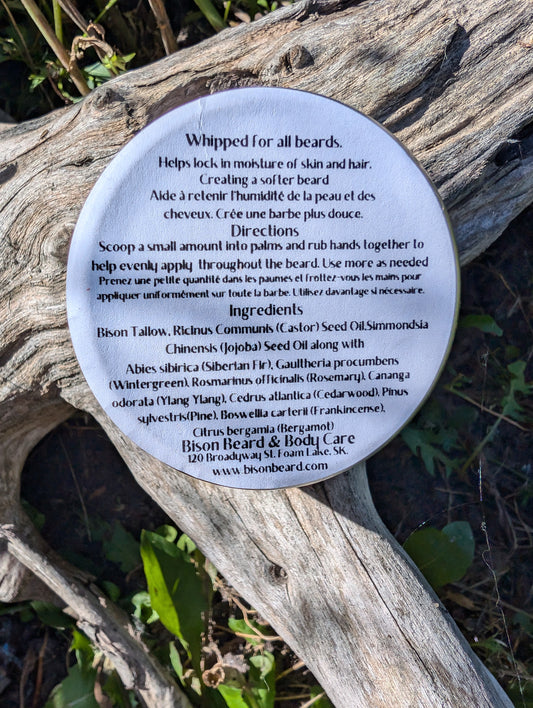 Whipped for all beards.
Helps lock in moisture of skin and hair.
Creating a softer beard
Aide à retenir l'humidité de la peau et des
cheveux. Crée une barbe plus douce.
Directions
Scoop a small amount into palms and rub hands together to
help evenly apply throughout the beard. Use more as needed
Prenez une petite quantité dans les paumes et frottez-vous les mains pour
appliquer uniformément sur toute la barbe. Utilisez davantage si nécessaire.
Ingredients
Bison Tallow, Ricinus Communis (Castor) Seed Oil,Simmondsia
Chinensis (Jojoba) Seed Oil along with
Abies sibirica (Siberian Fir), Gaultheria procumbens
(Wintergreen), Rosmarinus officinalis (Rosemary), Cananga
odorata (Ylang Ylang), Cedrus atlantica (Cedarwood), Pinus
sylvestris(Pine), Boswellia carterii (Frankincense),
Citrus bergamia (Bergamot)
Bison Beard & Body Care
120 Broadyway St. Foam Lake, SK.
www.bisonbeard.com